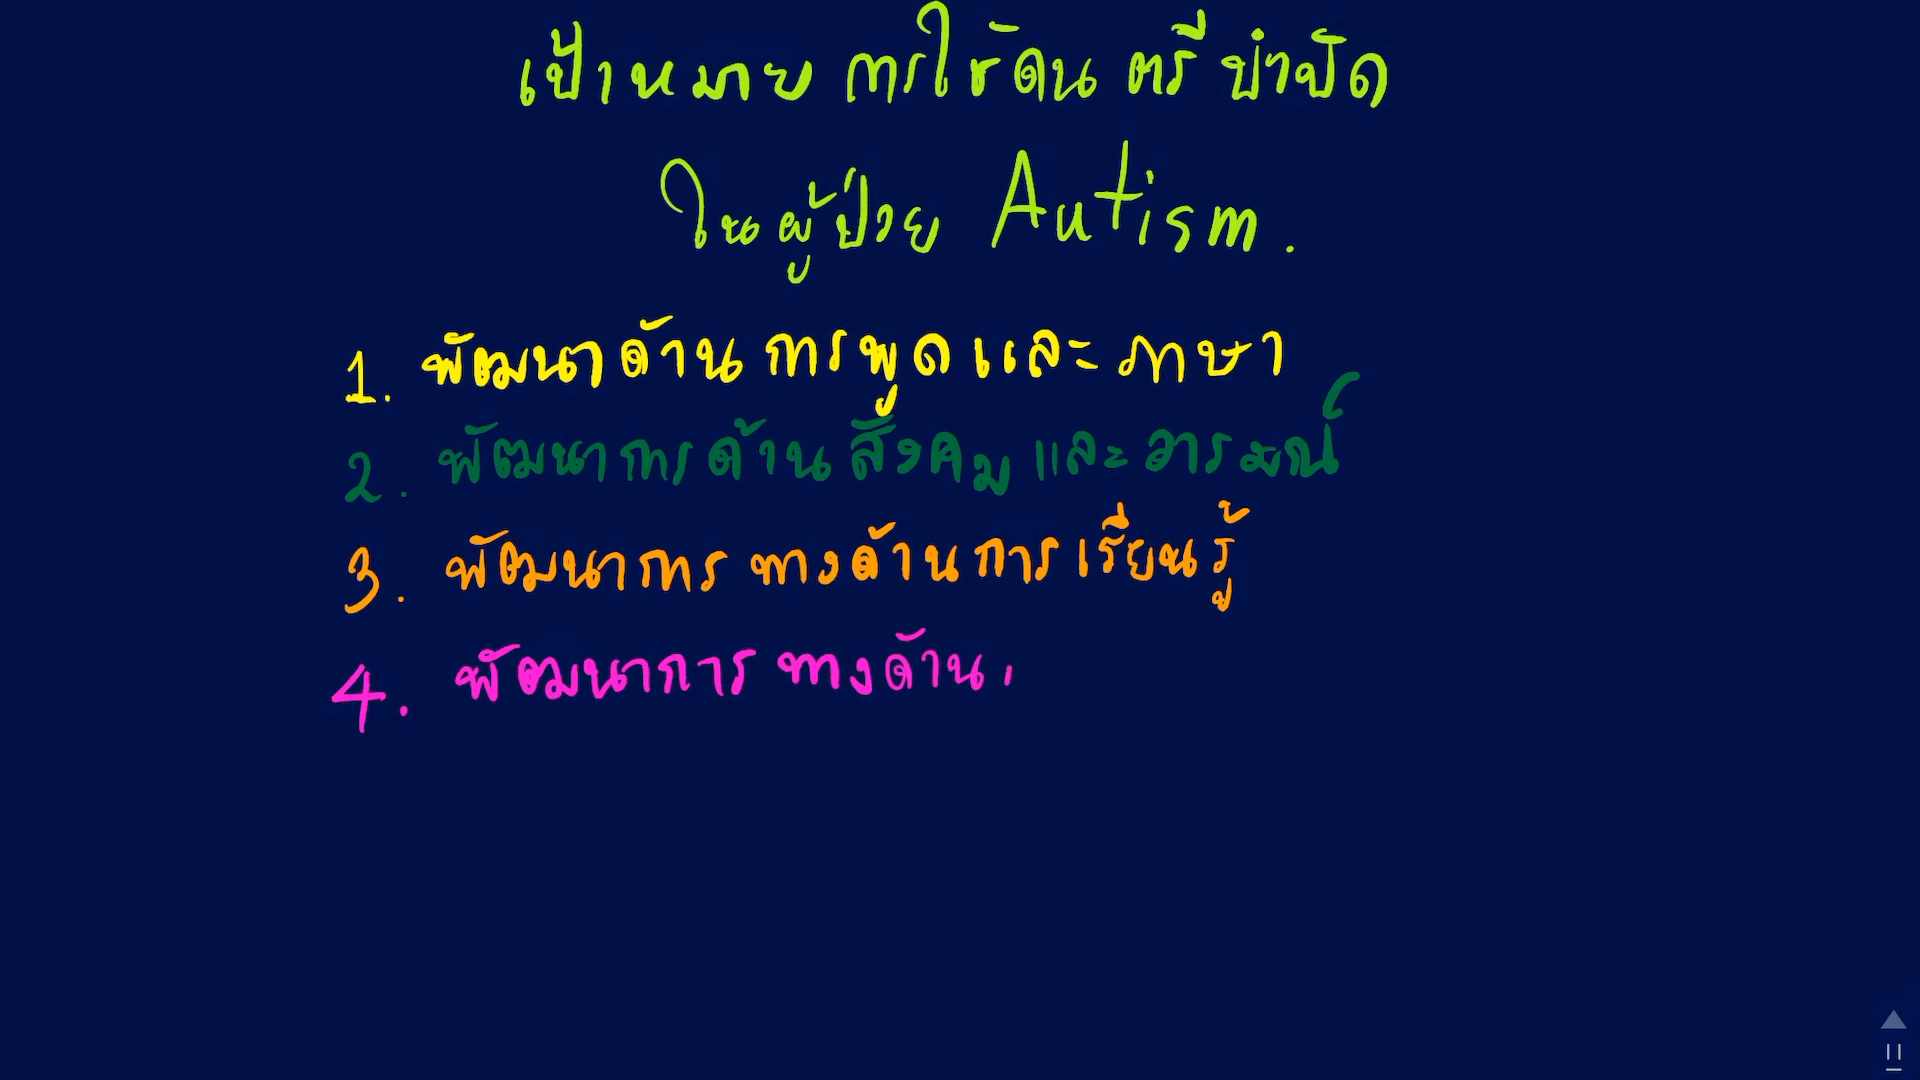 เป้าหมายการใช้ดนตรีบำบัด
ในผู้ป่วย Autism.
1. พัฒนาด้านการพูดและภาษา
2. พัฒนาการด้านสังคมและอารมณ์
3. พัฒนาการทางด้านการเรียนรู้
4. พัฒนาการทางด้าน